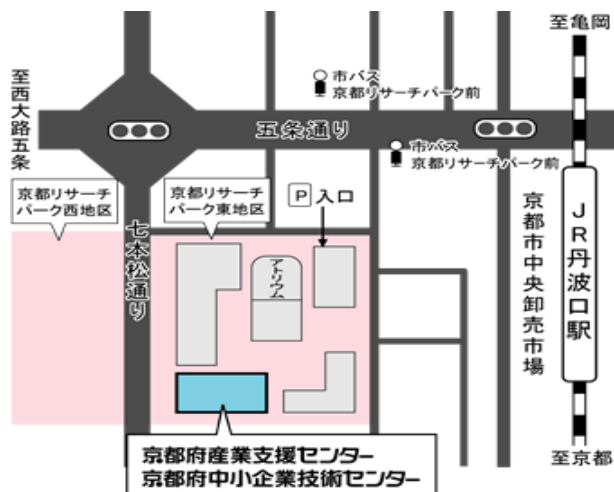 至亀岡
市バス
京都リサーチパーク前
至西大路五条
五条通り
市バス
京都リサーチパーク前
京都リサーチ
パーク西地区
京都リサーチ
パーク東地区
P 入口
七本松通り
アトリウム
京都市中央卸売市場
JR丹波口駅
京都府産業支援センター
京都府中小企業技術センター
至京都